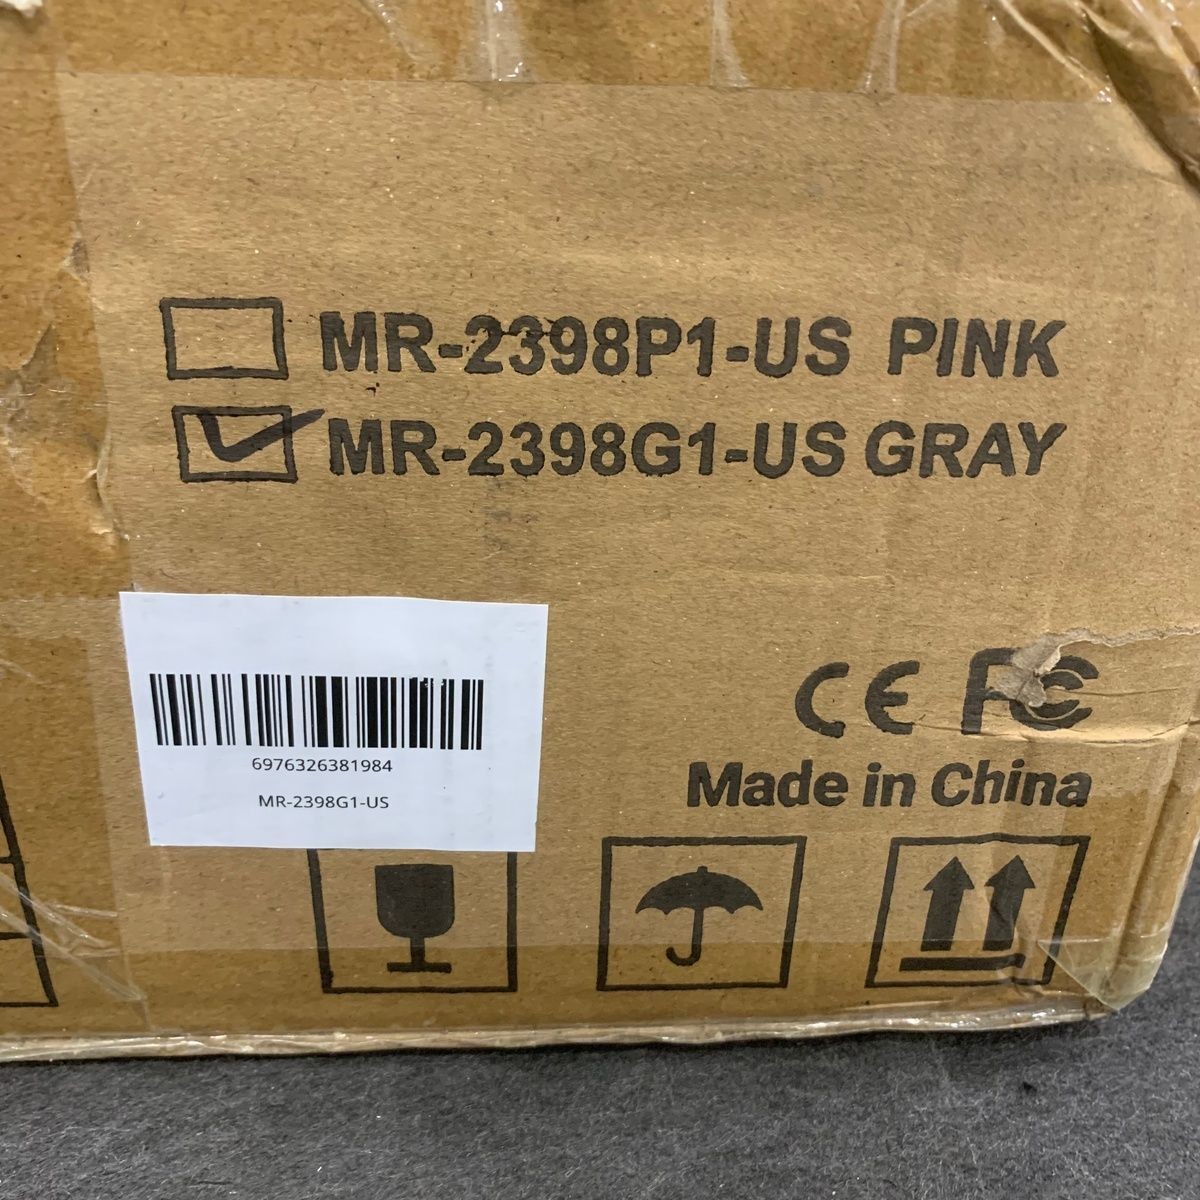 MR-2398P1-US PINK
MR-2398G1-US GRAY
6976326381984
MR-2398G1-US
CE FC
Made in China